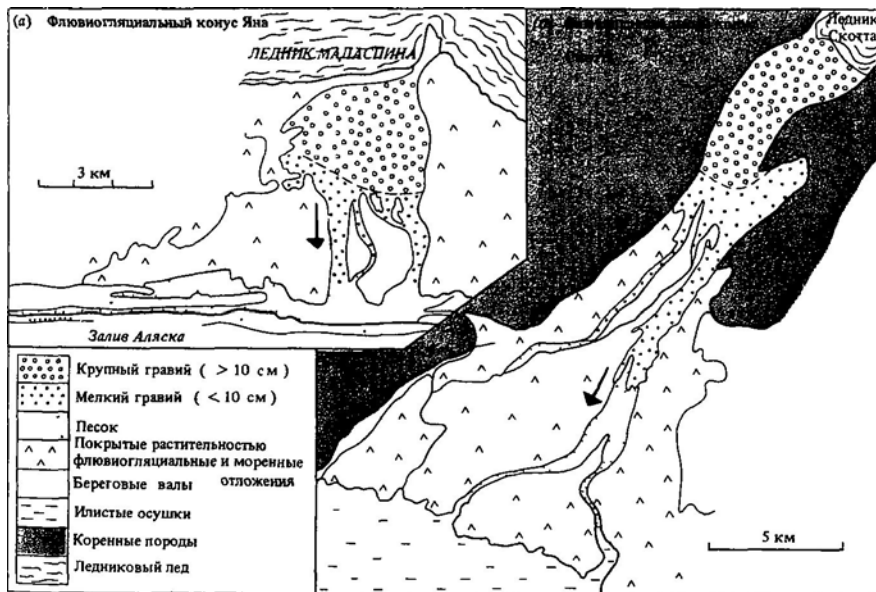 (а) Флювиогляциальный конус Яна
ЛЕДНИК МАЛАСПИНА
Ледник
Скотта
3 км
Залив Аляска
Крупный гравий ( > 10 см )
Мелкий гравий ( < 10 см )
Песок
Покрытые растительностью
флювиогляциальные и моренные
отложения
Береговые валы
Илистые осушки
Коренные породы
Ледниковый лед
5 км